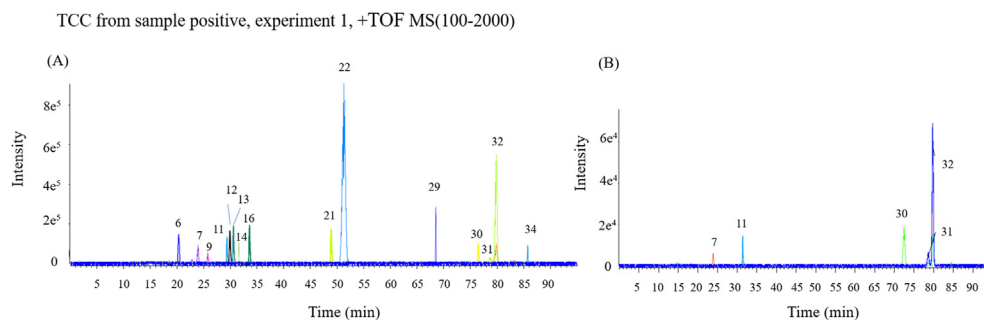 TCC from sample positive, experiment 1, +TOF MS(100-2000)
(A)
22
8e⁵
6e⁵
32
Intensity
4e⁵
12
13
29
2e⁵
6
7
9
11
14
16
21
30
31
34
0
5 10 15 20 25 30 35 40 45 50 55 60 65 70 75 80 85 90
Time (min)
(B)
6e⁴
32
Intensity
4e⁴
2e⁴
7
11
30
31
0
5 10 15 20 25 30 35 40 45 50 55 60 65 70 75 80 85 90
Time (min)